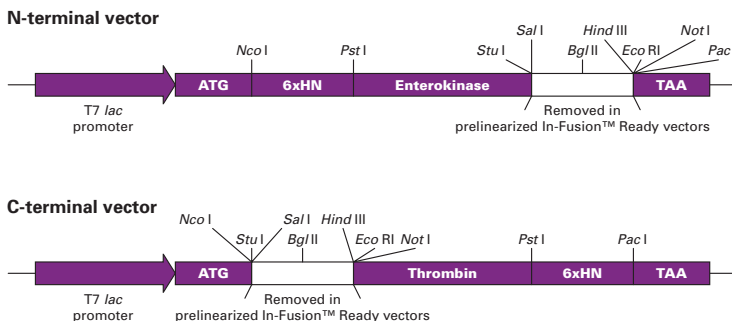 N-terminal vector
Sal I Hind III Not I
Nco I Pst I Stu I Bgl II Eco RI Pac
ATG 6xHN Enterokinase TAA
T7 lac
promoter
Removed in
prelinearized In-Fusion™ Ready vectors
C-terminal vector
Nco I Sal I Hind III
Stu I Bgl II Eco RI Not I Pst I Pac I
ATG Thrombin 6xHN TAA
T7 lac
promoter
Removed in
prelinearized In-Fusion™ Ready vectors